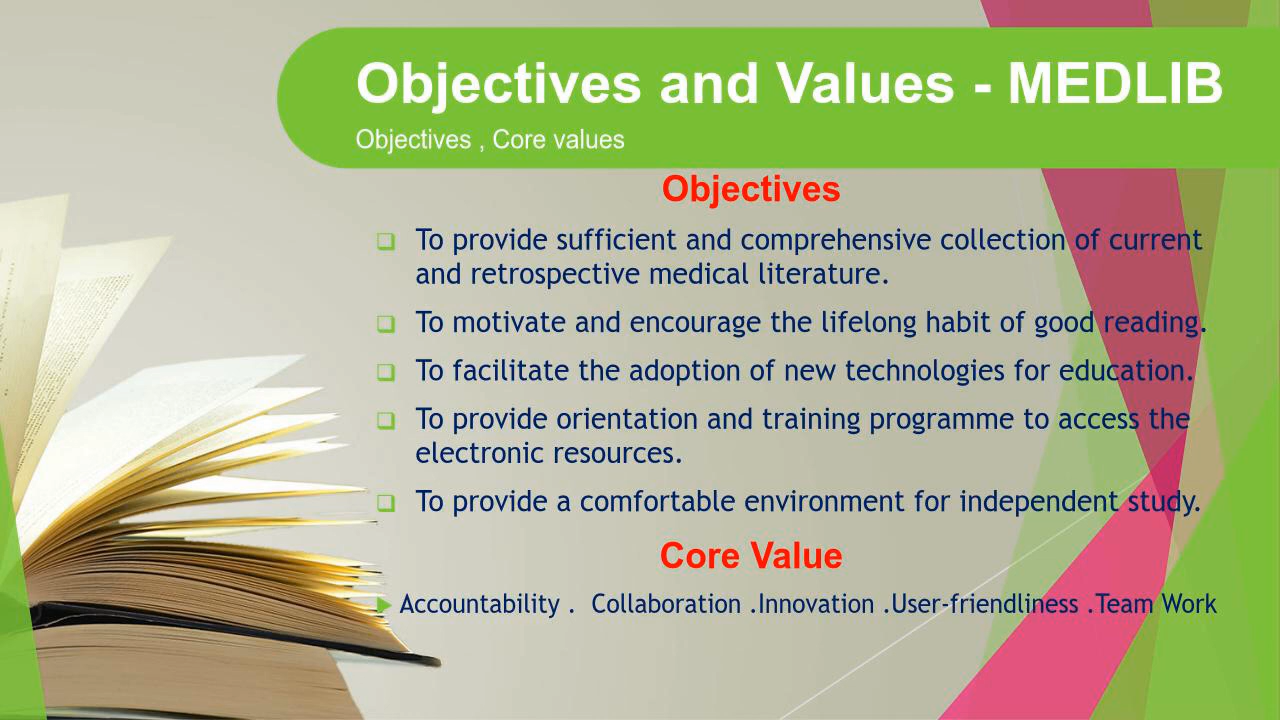 Objectives and Values - MEDLIB
Objectives , Core values
Objectives
To provide sufficient and comprehensive collection of current
and retrospective medical literature.
To motivate and encourage the lifelong habit of good reading.
To facilitate the adoption of new technologies for education.
To provide orientation and training programme to access the
electronic resources.
To provide a comfortable environment for independent study.
Core Value
Accountability .  Collaboration .Innovation .User-friendliness .Team Work